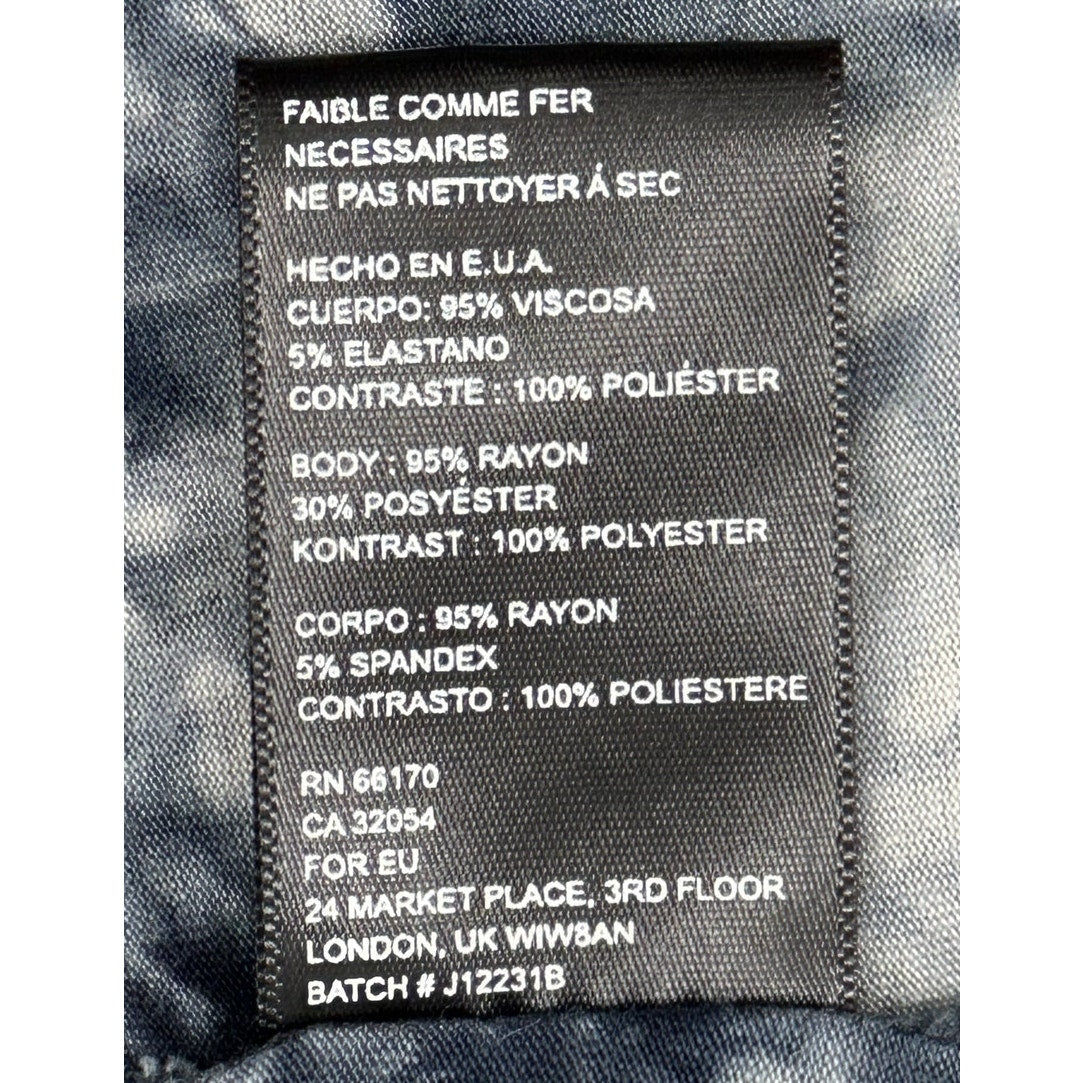 FAIBLE COMME FER
NECESSAIRES
NE PAS NETTOYER Á SEC
HECHO EN E.U.A.
CUERPO: 95% VISCOSA
5% ELASTANO
CONTRASTE : 100% POLIÉSTER
BODY : 95% RAYON
30% POSYÉSTER
KONTRAST : 100% POLYESTER
CORPO : 95% RAYON
5% SPANDEX
CONTRASTO : 100% POLIESTERE
RN 66170
CA 32054
FOR EU
24 MARKET PLACE, 3RD FLOOR
LONDON, UK WIW8AN
BATCH # J12231B